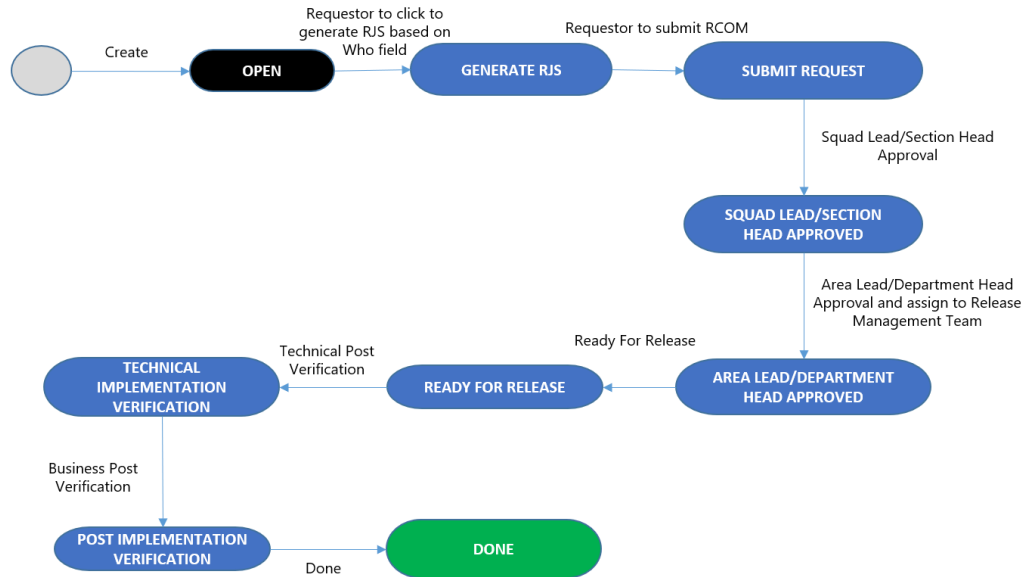 Create
OPEN
Requestor to click to
generate RJS based on
Who field
GENERATE RJS
Requestor to submit RCOM
SUBMIT REQUEST
Squad Lead/Section Head
Approval
SQUAD LEAD/SECTION
HEAD APPROVED
Area Lead/Department Head
Approval and assign to Release
Management Team
AREA LEAD/DEPARTMENT
HEAD APPROVED
Ready For Release
READY FOR RELEASE
Technical Post
Verification
TECHNICAL
IMPLEMENTATION
VERIFICATION
Business Post
Verification
POST IMPLEMENTATION
VERIFICATION
Done
DONE